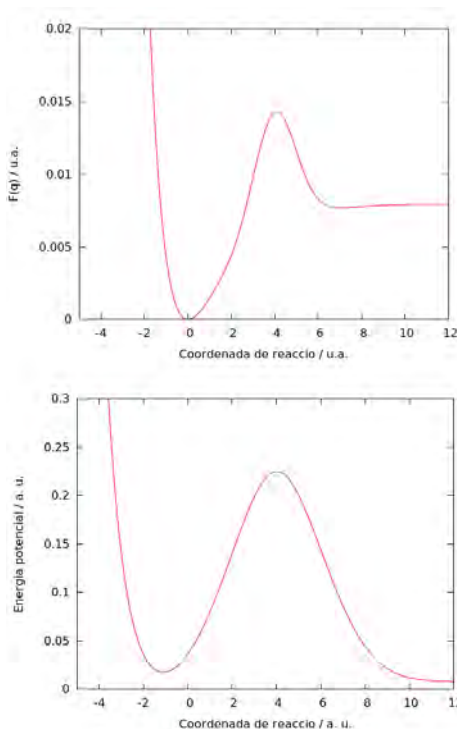 0.02
0.015
0.01
0.005
0
F(q) / u.a.
-4 -2 0 2 4 6 8 10 12
Coordenada de reaccio / u.a.
0.3
0.25
0.2
0.15
0.1
0.05
0
Energia potencial / a. u.
-4 -2 0 2 4 6 8 10 12
Coordenada de reaccio / a. u.